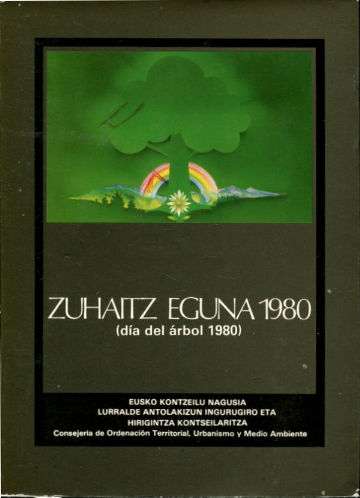 ZUHAITZ EGUNA 1980
(día del árbol 1980)
EUSKO KONTZEILU NAGUSIA
LURRALDE ANTOLAKIZUN INGURUGIRO ETA
HIRIGINTZA KONTSEILARITZA
Consejería de Ordenación Territorial, Urbanismo y Medio Ambiente